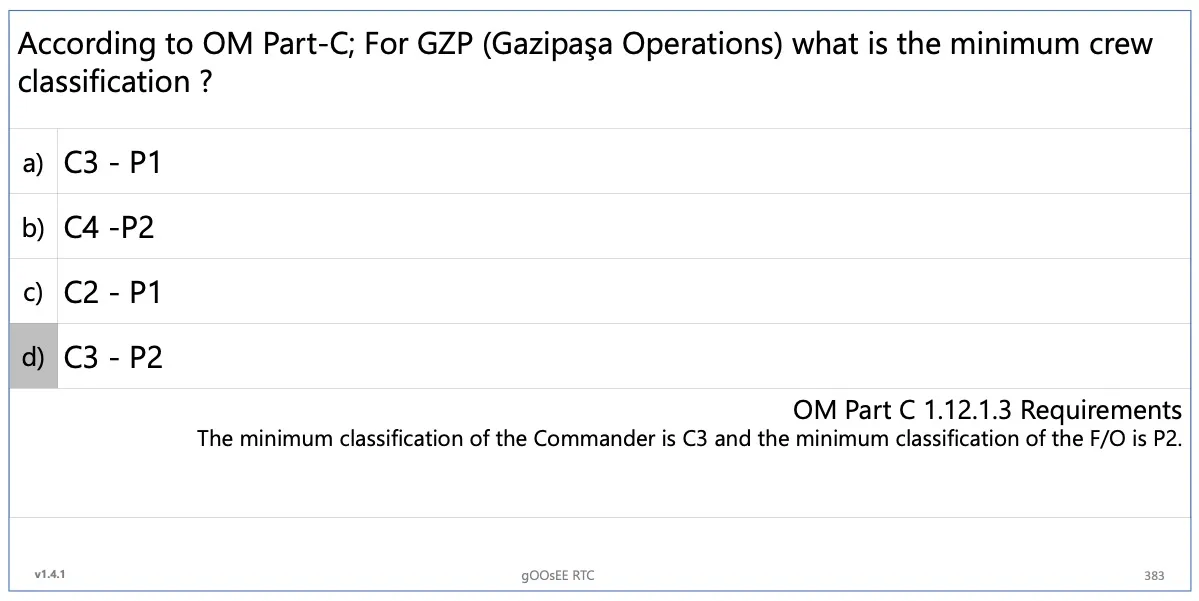 According to OM Part-C; For GZP (Gazipaşa Operations) what is the minimum crew
classification ?
a) C3 - P1
b) C4 -P2
c) C2 - P1
d) C3 - P2
OM Part C 1.12.1.3 Requirements
The minimum classification of the Commander is C3 and the minimum classification of the F/O is P2.
v1.4.1 gOOsEE RTC 383